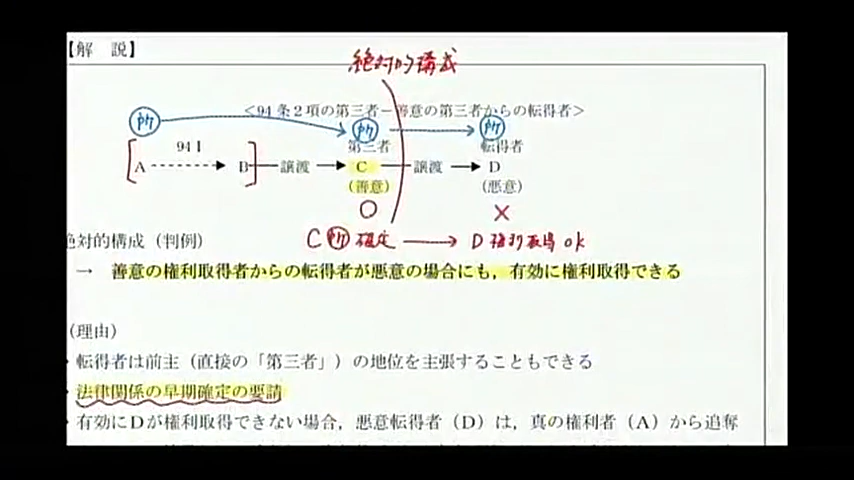 【解 説】
絶対的構成
<94条2項の第三者－善意の第三者からの転得者>
所 所 所
第三者 転得者
94Ⅰ
A B 譲渡 C 譲渡 D
(善意) (悪意)
○ ×
絶対的構成（判例） C所確定 → D権利取得ok
→ 善意の権利取得者からの転得者が悪意の場合にも，有効に権利取得できる
(理由)
・転得者は前主（直接の「第三者」）の地位を主張することもできる
・法律関係の早期確定の要請
・有効にDが権利取得できない場合，悪意転得者（D）は，真の権利者（A）から追奪